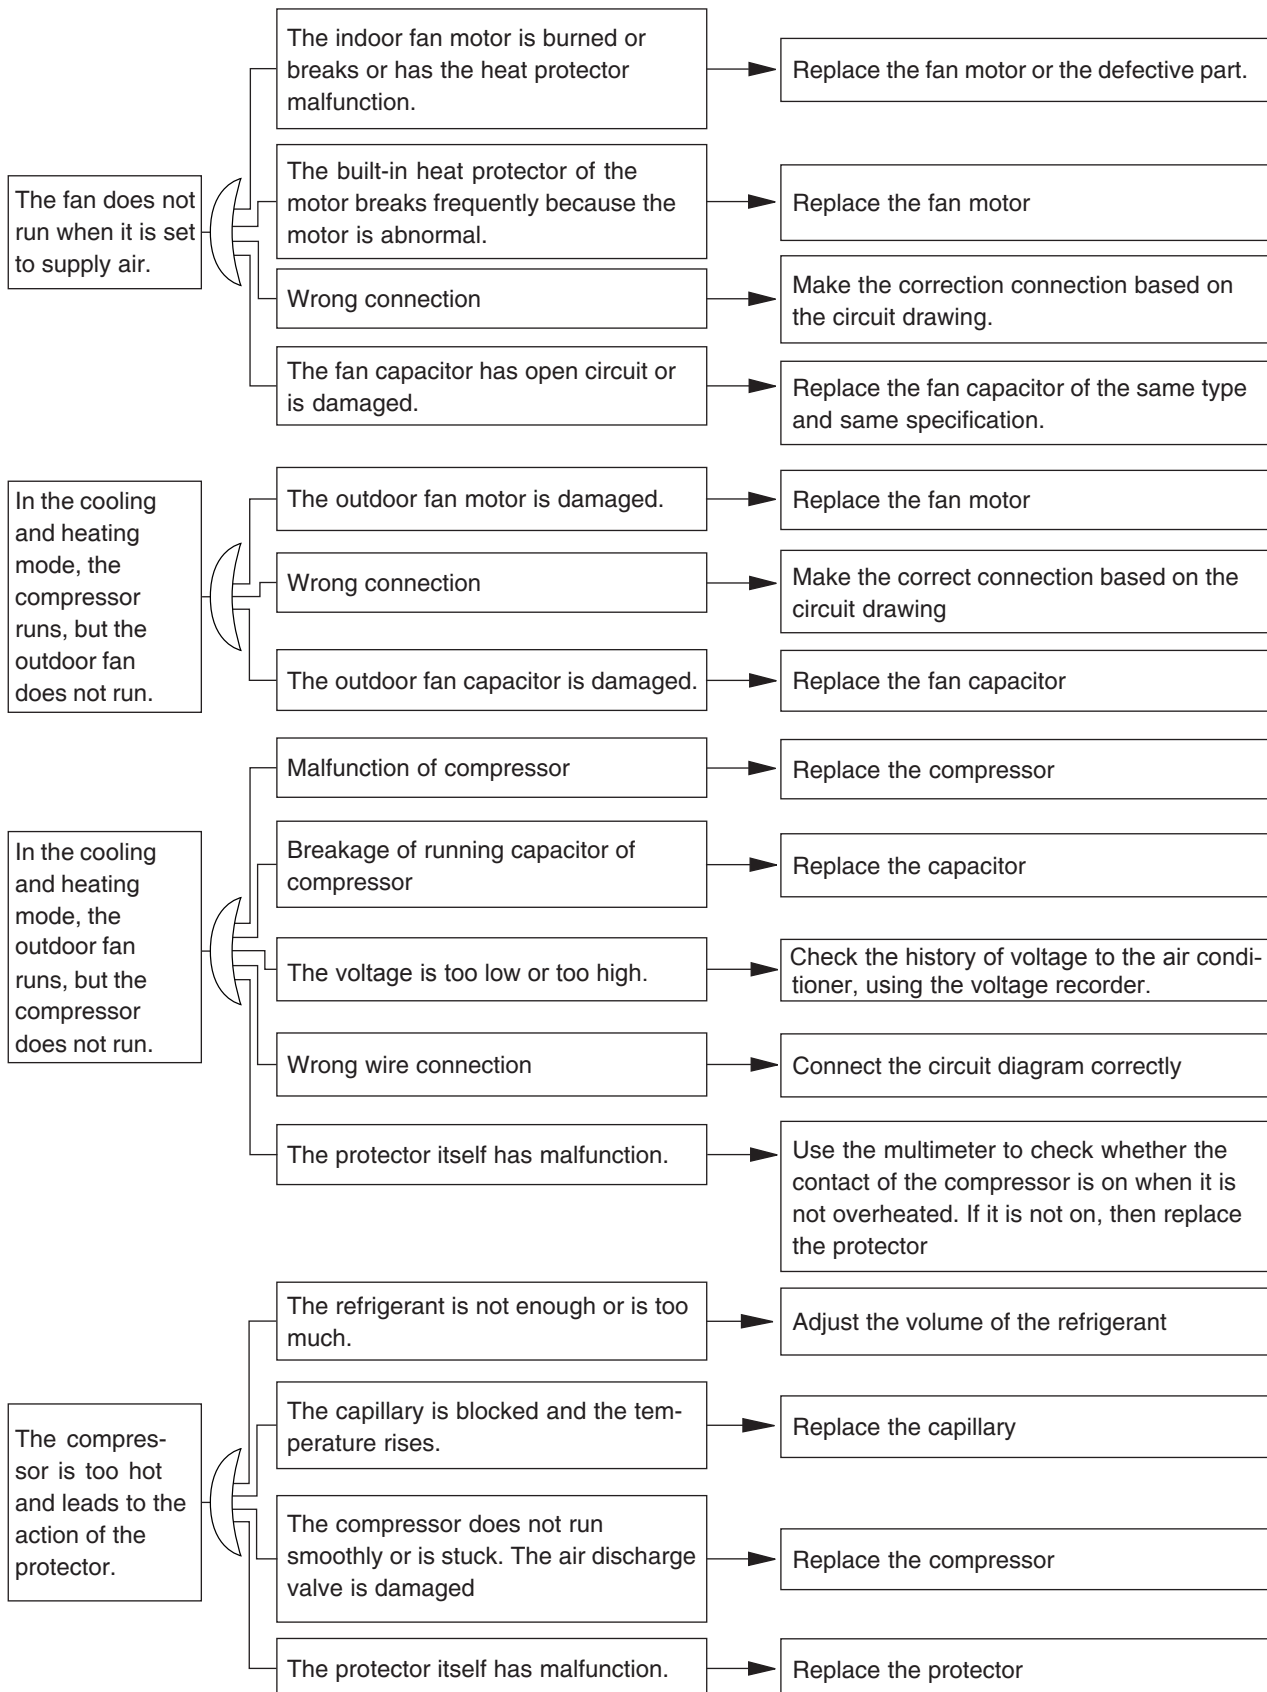 The fan does not
run when it is set
to supply air.
The indoor fan motor is burned or
breaks or has the heat protector
malfunction.
Replace the fan motor or the defective part.
The built-in heat protector of the
motor breaks frequently because the
motor is abnormal.
Replace the fan motor
Wrong connection
Make the correction connection based on
the circuit drawing.
The fan capacitor has open circuit or
is damaged.
Replace the fan capacitor of the same type
and same specification.
In the cooling
and heating
mode, the
compressor
runs, but the
outdoor fan
does not run.
The outdoor fan motor is damaged.
Replace the fan motor
Wrong connection
Make the correct connection based on the
circuit drawing
The outdoor fan capacitor is damaged.
Replace the fan capacitor
In the cooling
and heating
mode, the
outdoor fan
runs, but the
compressor
does not run.
Malfunction of compressor
Replace the compressor
Breakage of running capacitor of
compressor
Replace the capacitor
The voltage is too low or too high.
Check the history of voltage to the air condi-
tioner, using the voltage recorder.
Wrong wire connection
Connect the circuit diagram correctly
The protector itself has malfunction.
Use the multimeter to check whether the
contact of the compressor is on when it is
not overheated. If it is not on, then replace
the protector
The compres-
sor is too hot
and leads to the
action of the
protector.
The refrigerant is not enough or is too
much.
Adjust the volume of the refrigerant
The capillary is blocked and the tem-
perature rises.
Replace the capillary
The compressor does not run
smoothly or is stuck. The air discharge
valve is damaged
Replace the compressor
The protector itself has malfunction.
Replace the protector